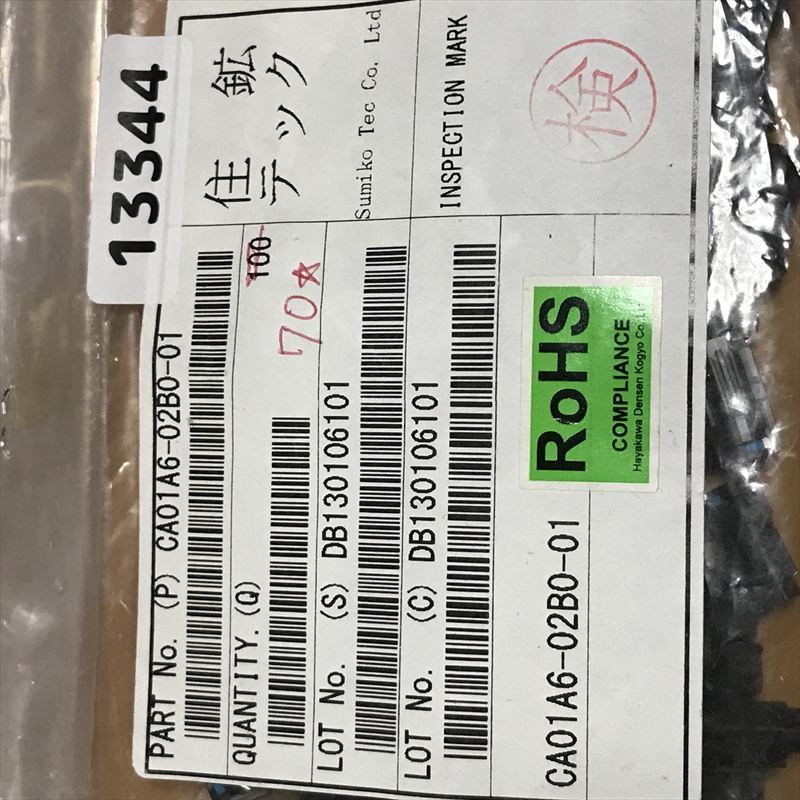 13344
PART No. (P) CA01A6-02B0-01
QUANTITY. (Q)
100
70
LOT No. (S) DB130106101
LOT No. (C) DB130106101
CA01A6-02B0-01
住鉱
テック
Sumiko Tec Co. Ltd
INSPECTION MARK
検
RoHS
COMPLIANCE
Hayakawa Densen Kogyo Co.,